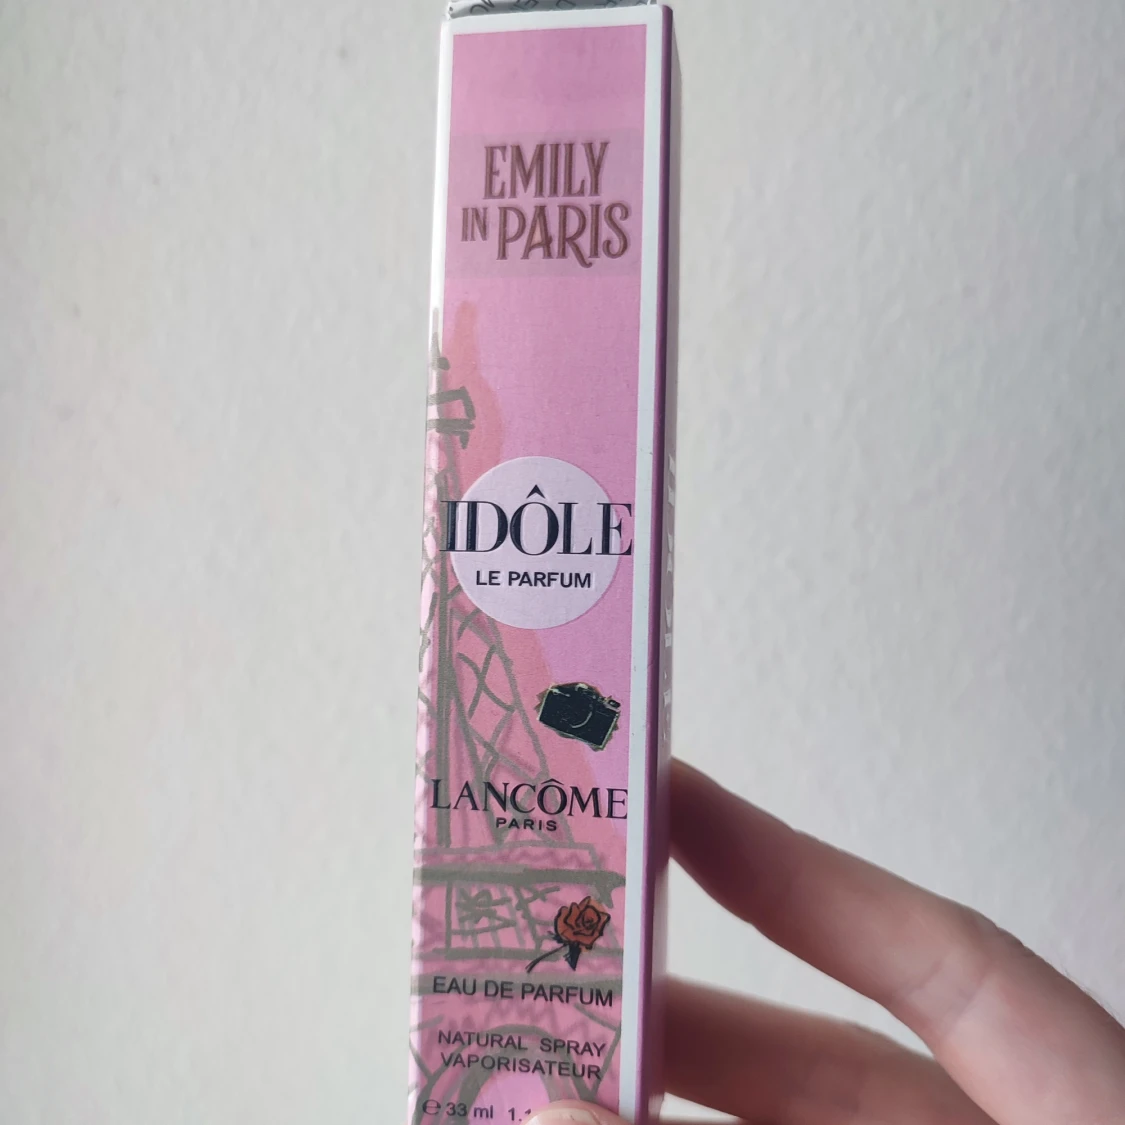 EMILY
IN PARIS
IDÔLE
LE PARFUM
LANCÔME
PARIS
EAU DE PARFUM
NATURAL SPRAY
VAPORISATEUR
e 33 ml